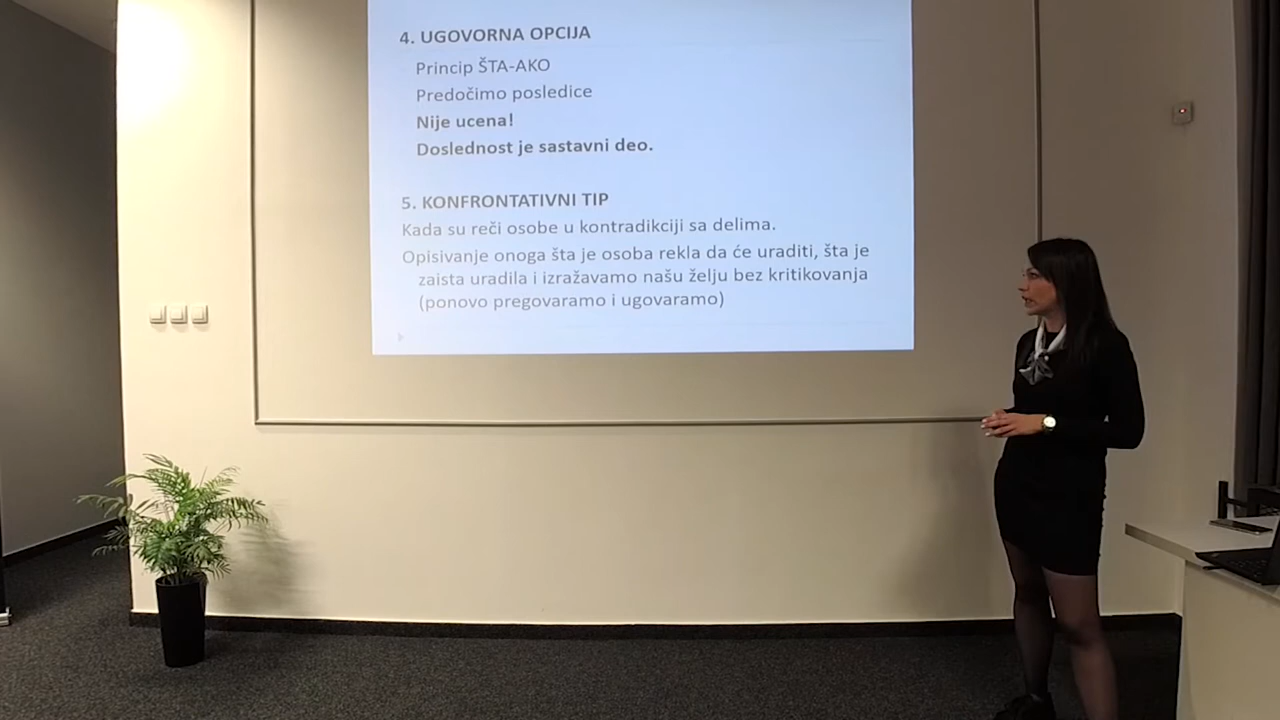 4. UGOVORNA OPCIJA
Princip ŠTA-AKO
Predočimo posledice
Nije ucena!
Doslednost je sastavni deo.
5. KONFRONTATIVNI TIP
Kada su reči osobe u kontradikciji sa delima.
Opisivanje onoga šta je osoba rekla da će uraditi, šta je
zaista uradila i izražavamo našu želju bez kritikovanja
(ponovo pregovaramo i ugovaramo)